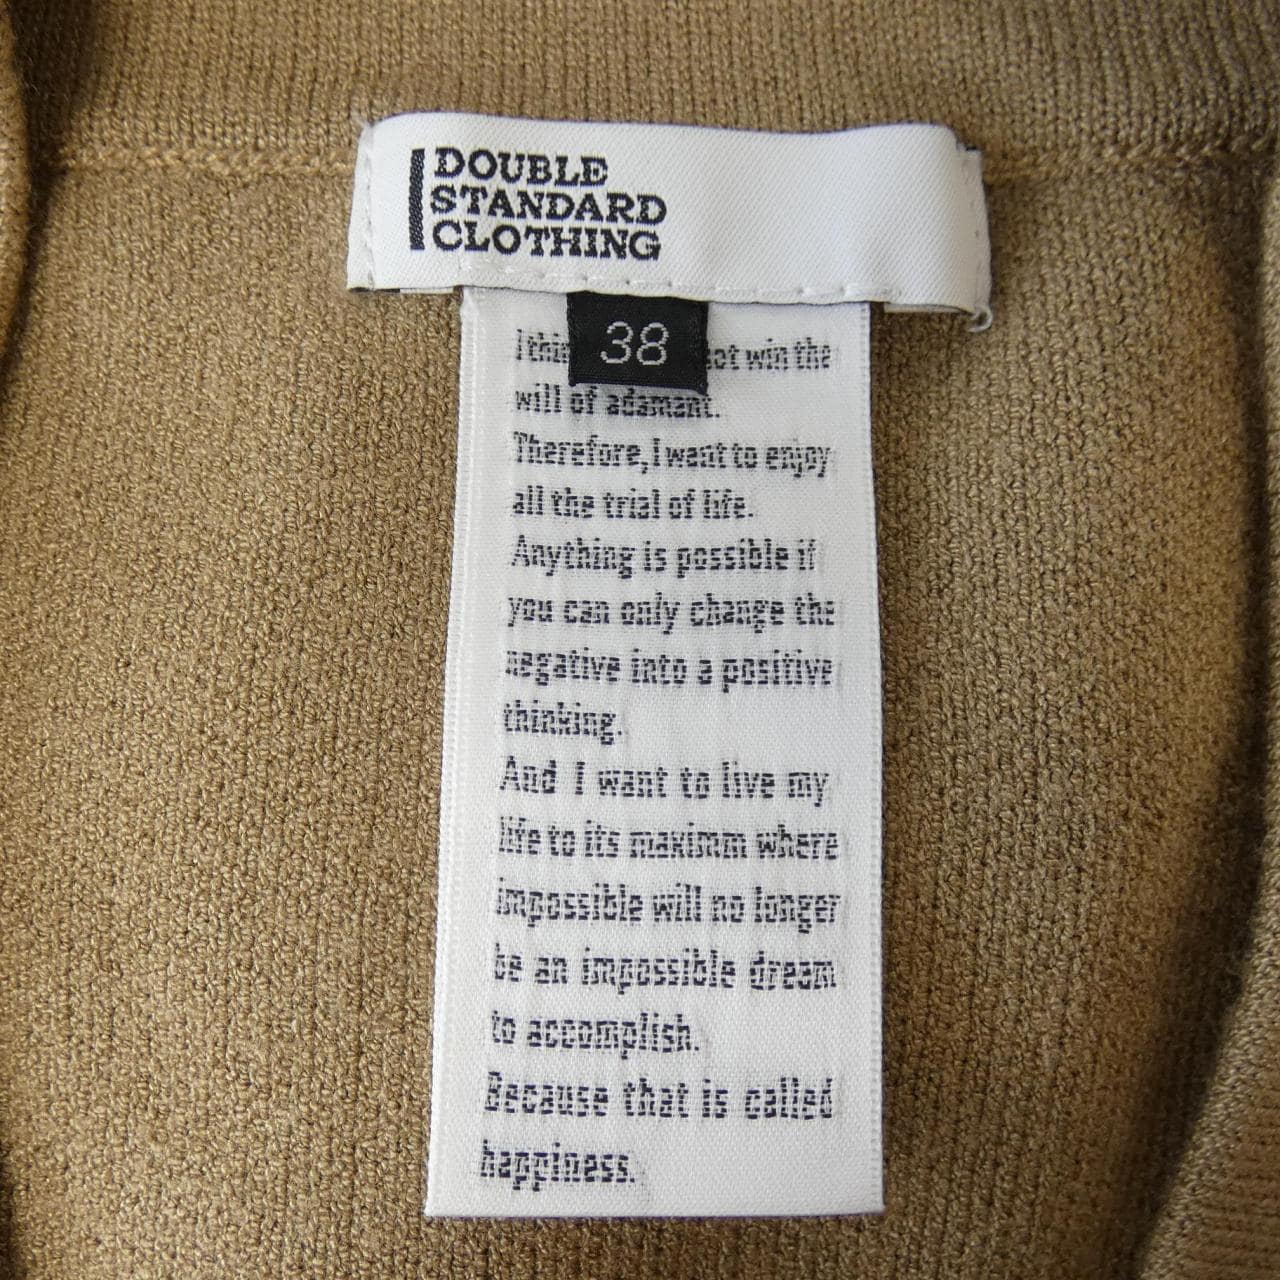 DOUBLE
STANDARD
CLOTHING
38
I win the
will of adamant.
Therefore, I want to enjoy
all the trial of life.
Anything is possible if
you can only change the
negative into a positive
thinking.
And I want to live my
life to its maximm where
impossible will no longer
be an impossible dream
to accomplish.
Because that is called
happiness.